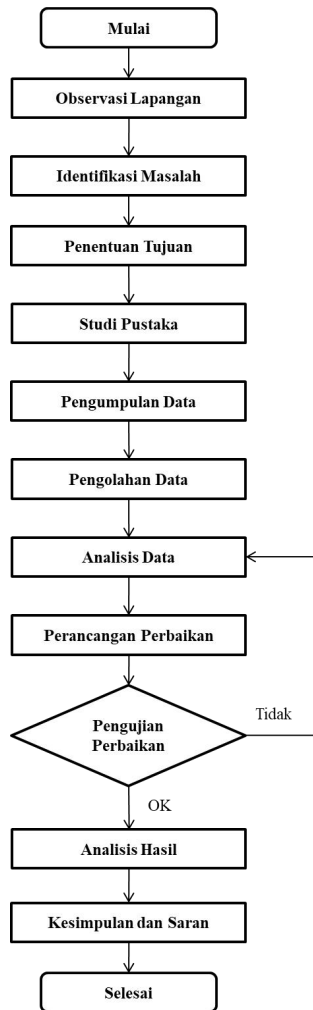 Mulai
Observasi Lapangan
Identifikasi Masalah
Penentuan Tujuan
Studi Pustaka
Pengumpulan Data
Pengolahan Data
Analisis Data
Perancangan Perbaikan
Pengujian
Perbaikan
Tidak
OK
Analisis Hasil
Kesimpulan dan Saran
Selesai